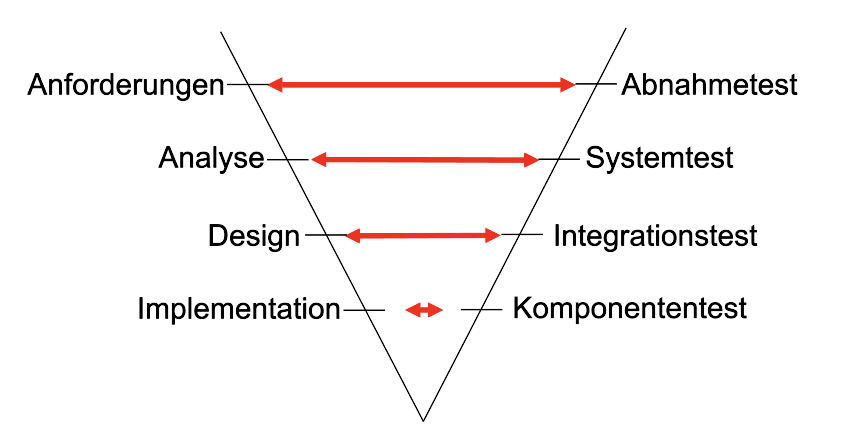 Anforderungen
Abnahmetest
Analyse
Systemtest
Design
Integrationstest
Implementation
Komponententest